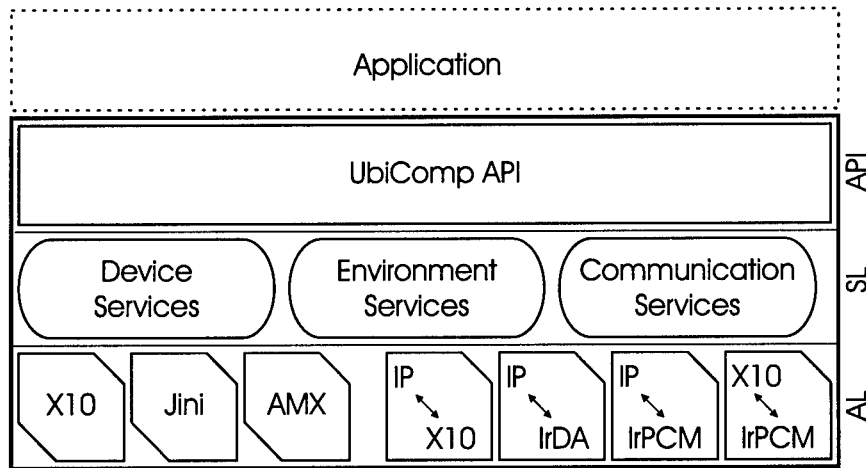 Application
UbiComp API
API
Device
Services
Environment
Services
Communication
Services
SL
X10
Jini
AMX
IP
X10
IP
IrDA
IP
IrPCM
X10
IrPCM
AL